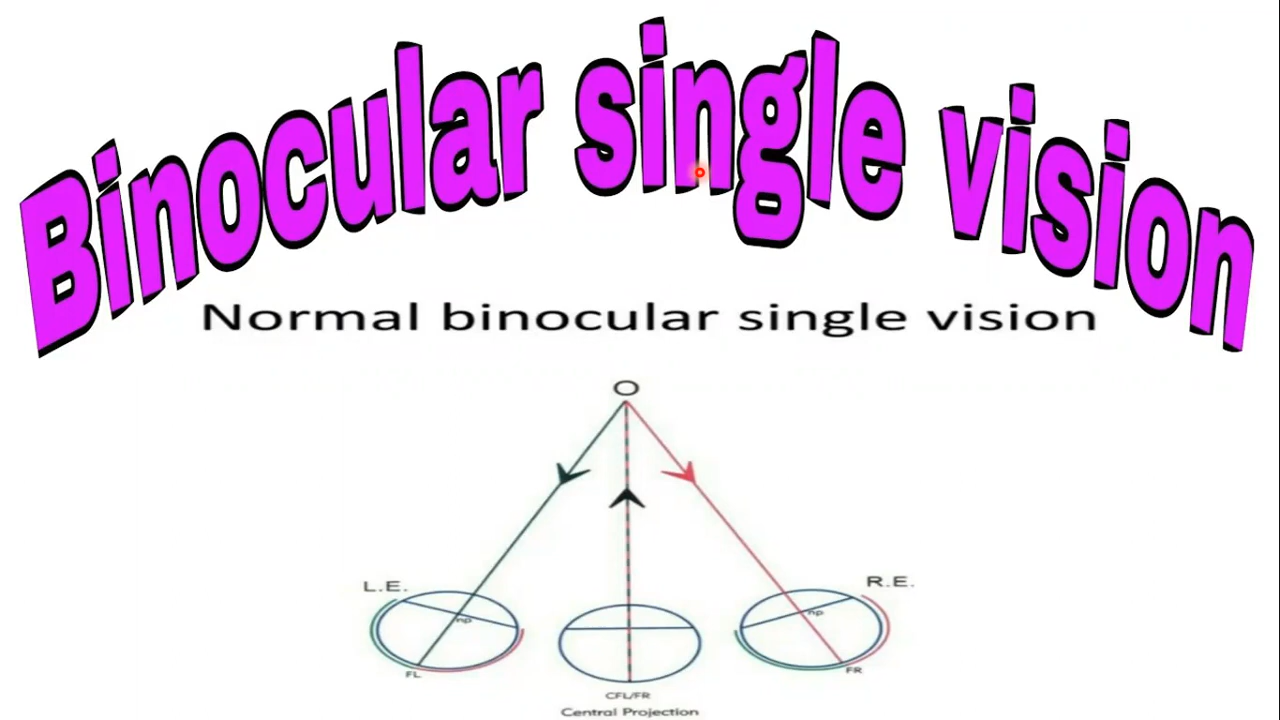 Binocular single vision
Normal binocular single vision
O
L.E.
R.E.
np
np
FL
FR
CFL/FR
Central Projection